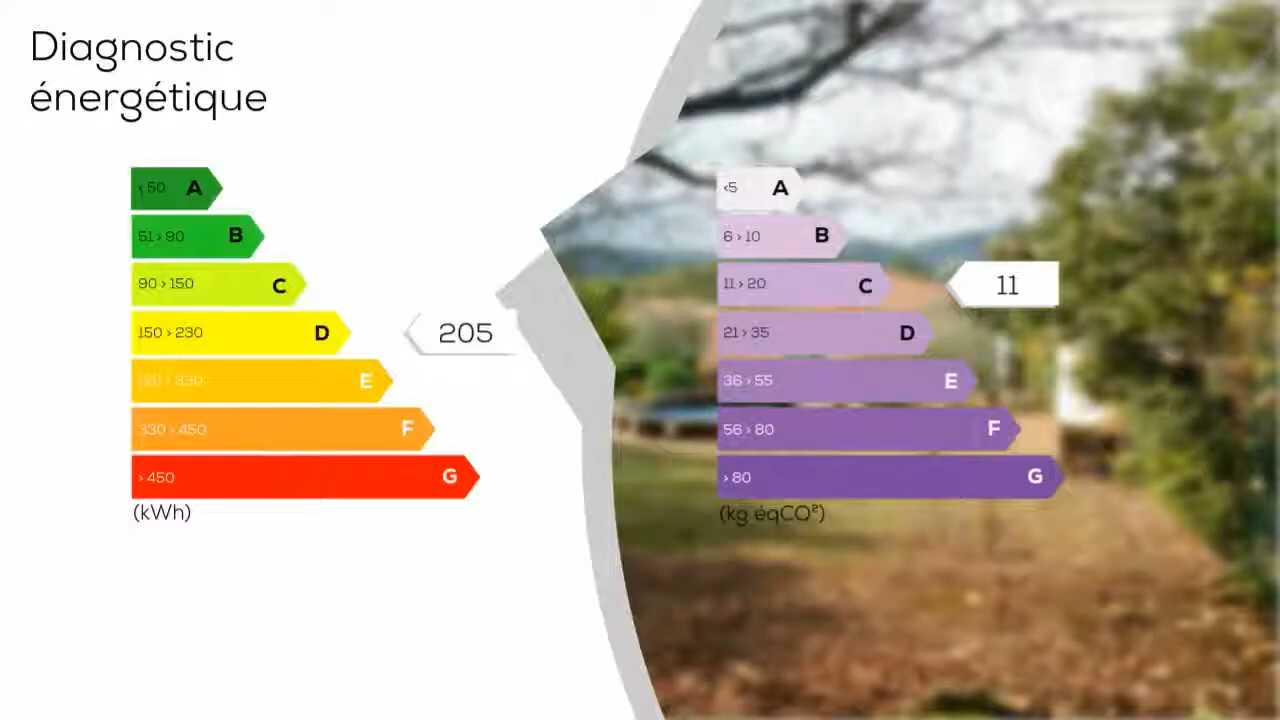 Diagnostic
énergétique
< 50 A
51 > 90 B
90 > 150 C
150 > 230 D
205
E
330 > 450 F
> 450 G
(kWh)
<5 A
6 > 10 B
11 > 20 C
11
21 > 35 D
36 > 55 E
56 > 80 F
> 80 G
(kg éqCO²)